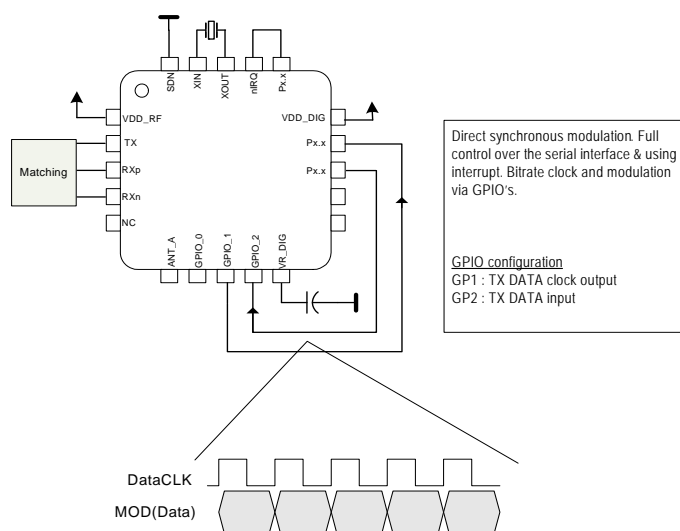 SDN
XIN
XOUT
nIRQ
Px.x
VDD_RF
VDD_DIG
TX
Px.x
Matching
RXp
Px.x
RXn
NC
ANT_A
GPIO_0
GPIO_1
GPIO_2
VR_DIG
Direct synchronous modulation. Full
control over the serial interface & using
interrupt. Bitrate clock and modulation
via GPIO's.
GPIO configuration
GP1 : TX DATA clock output
GP2 : TX DATA input
DataCLK
MOD(Data)